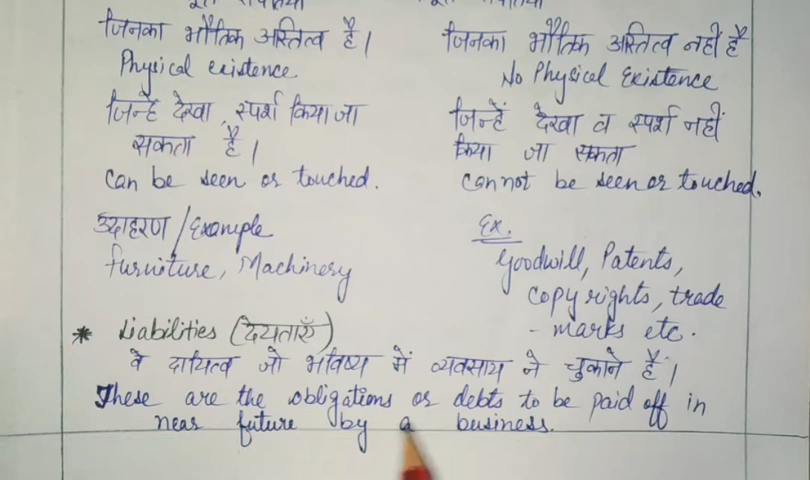 जिनका भौतिक अस्तित्व है।
Physical existence
जिन्हें देखा, स्पर्श किया जा
सकता है।
Can be seen or touched.
उदाहरण/Example
Furniture, Machinery
जिनका भौतिक अस्तित्व नहीं है
No Physical Existence
जिन्हें देखा व स्पर्श नहीं
किया जा सकता
Cannot be seen or touched.
Ex.
Goodwill, Patents,
Copy rights, trade
- marks etc.
* Liabilities (देयताएँ)
वे दायित्व जो भविष्य में व्यवसाय ने चुकाने हैं।
These are the obligations or debts to be paid off in
near future by a business.